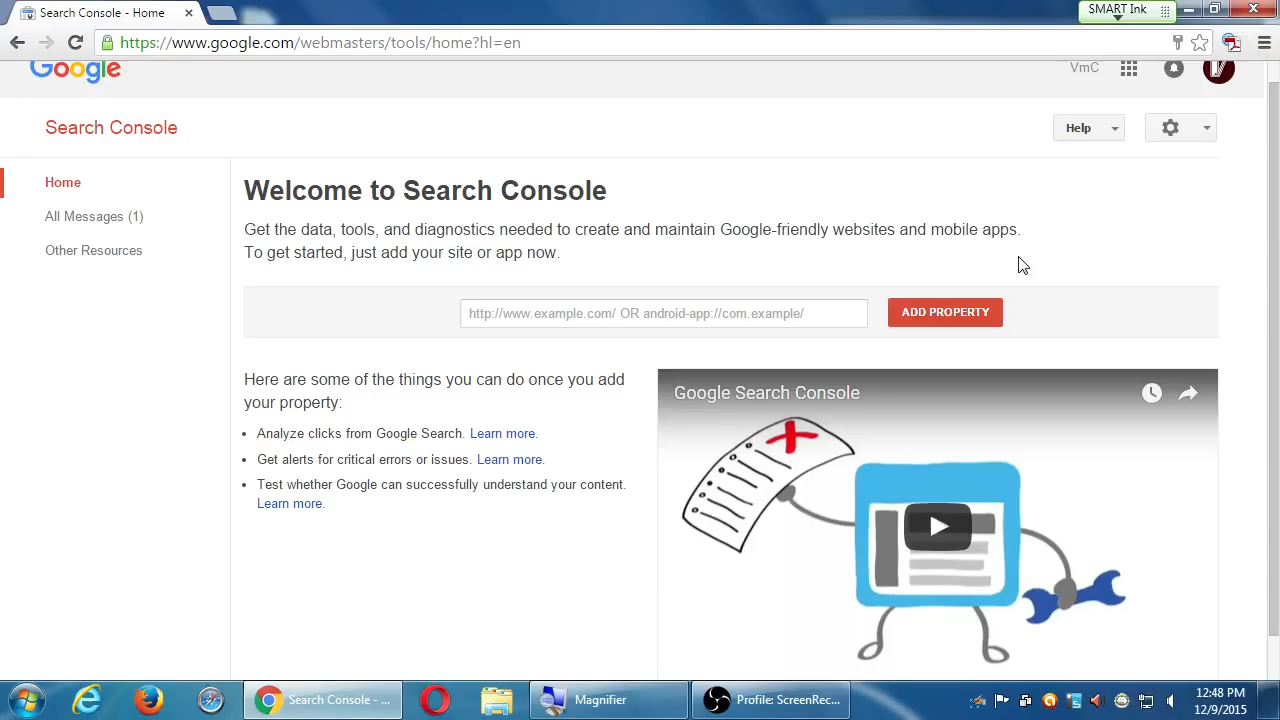 Search Console - Home
SMART Ink
https://www.google.com/webmasters/tools/home?hl=en
Google
VmC
Search Console
Help
Home
All Messages (1)
Other Resources
Welcome to Search Console
Get the data, tools, and diagnostics needed to create and maintain Google-friendly websites and mobile apps.
To get started, just add your site or app now.
http://www.example.com/ OR android-app://com.example/
ADD PROPERTY
Here are some of the things you can do once you add
your property:
Analyze clicks from Google Search. Learn more.
Get alerts for critical errors or issues. Learn more.
Test whether Google can successfully understand your content.
Learn more.
Google Search Console
Search Console - ...
Magnifier
Profile: ScreenRec...
12:48 PM
12/9/2015